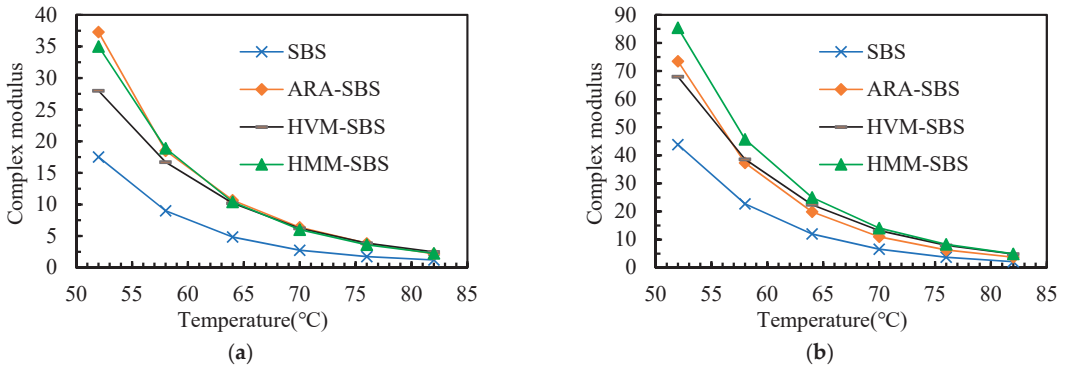 40
35
30
25
20
15
10
5
0
Complex modulus
SBS
ARA-SBS
HVM-SBS
HMM-SBS
50 55 60 65 70 75 80 85
Temperature(℃)
(a)
90
80
70
60
50
40
30
20
10
0
Complex modulus
SBS
ARA-SBS
HVM-SBS
HMM-SBS
50 55 60 65 70 75 80 85
Temperature(℃)
(b)